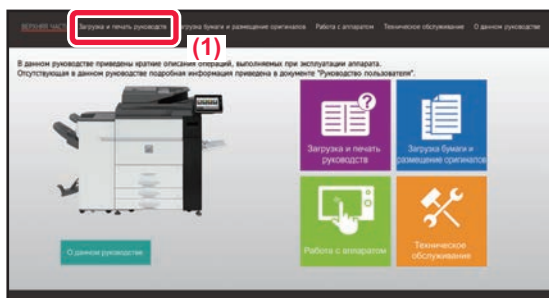 ВЕРХНЯЯ ЧАСТЬ Загрузка и печать руководств Загрузка бумаги и размещение оригиналов Работа с аппаратом Техническое обслуживание О данном руководстве
(1)
В данном руководстве приведены краткие описания операций, выполняемых при эксплуатации аппарата.
Отсутствующая в данном руководстве подробная информация приведена в документе "Руководство пользователя".
Загрузка и печать
руководств
Загрузка бумаги и
размещение оригиналов
Работа с аппаратом
Техническое
обслуживание
О данном руководстве